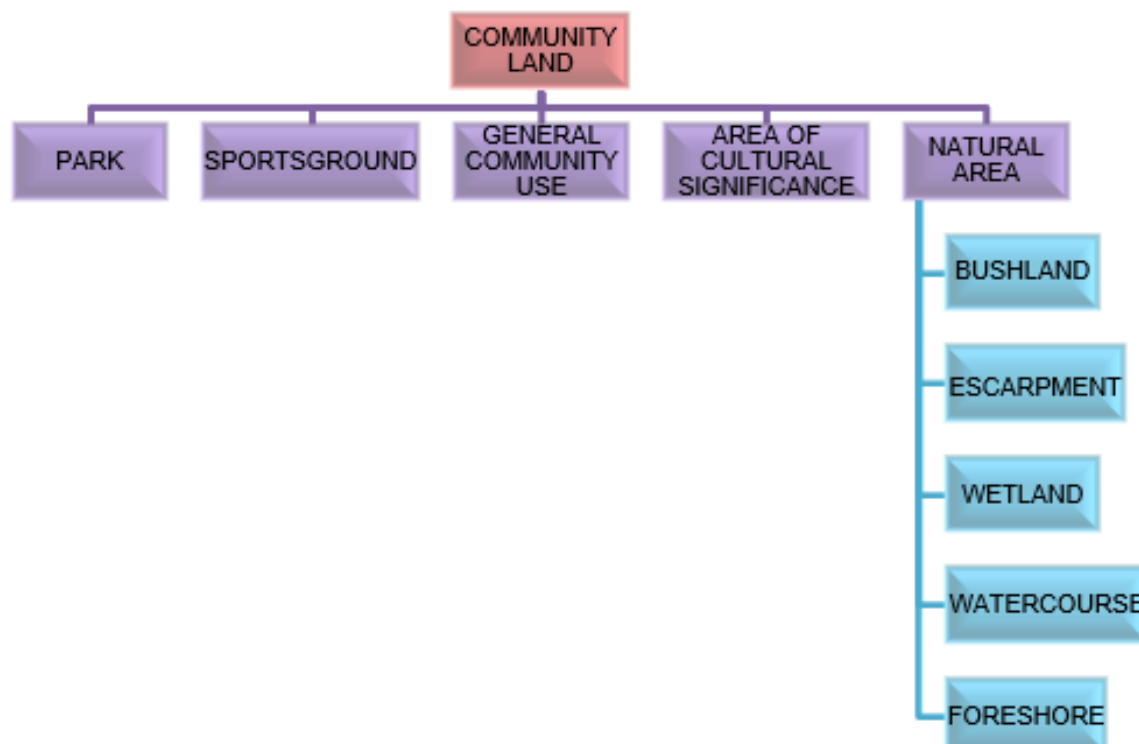 COMMUNITY
LAND
PARK
SPORTSGROUND
GENERAL
COMMUNITY
USE
AREA OF
CULTURAL
SIGNIFICANCE
NATURAL
AREA
BUSHLAND
ESCARPMENT
WETLAND
WATERCOURSE
FORESHORE